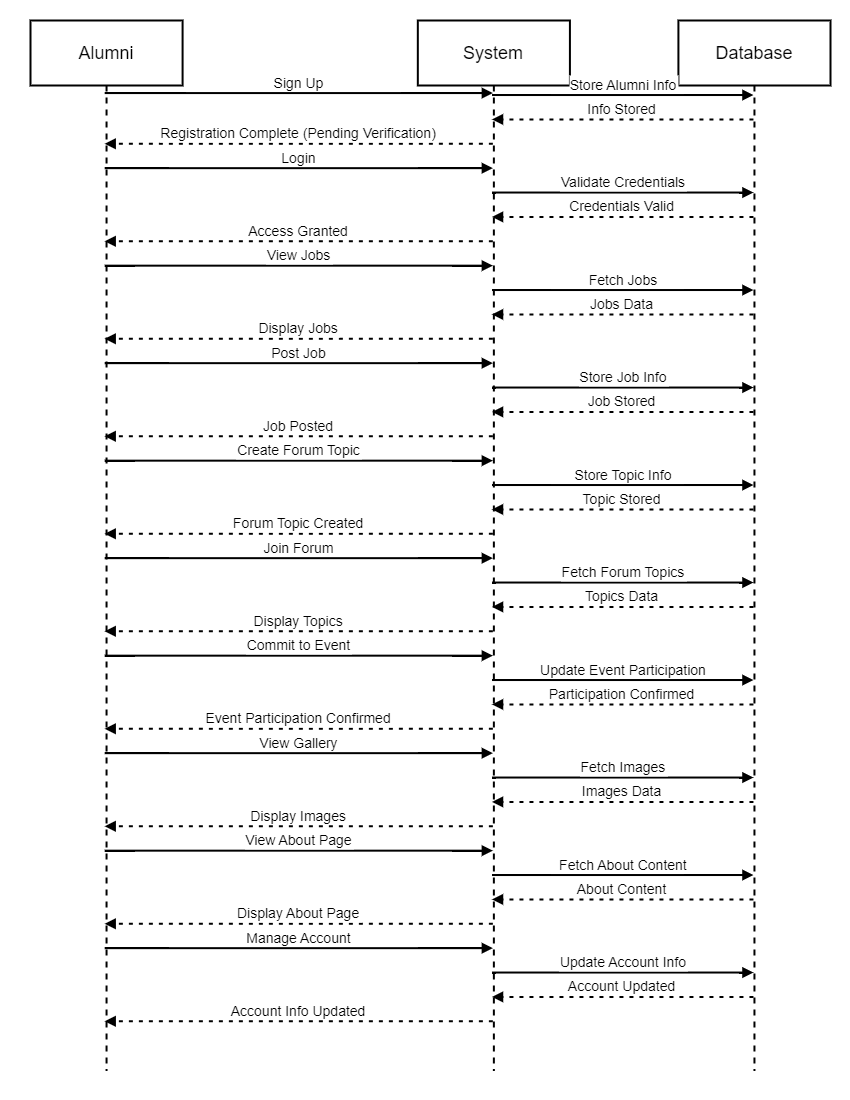 Alumni
System
Database
Sign Up
Store Alumni Info
Info Stored
Registration Complete (Pending Verification)
Login
Validate Credentials
Credentials Valid
Access Granted
View Jobs
Fetch Jobs
Jobs Data
Display Jobs
Post Job
Store Job Info
Job Stored
Job Posted
Create Forum Topic
Store Topic Info
Topic Stored
Forum Topic Created
Join Forum
Fetch Forum Topics
Topics Data
Display Topics
Commit to Event
Update Event Participation
Participation Confirmed
Event Participation Confirmed
View Gallery
Fetch Images
Images Data
Display Images
View About Page
Fetch About Content
About Content
Display About Page
Manage Account
Update Account Info
Account Updated
Account Info Updated